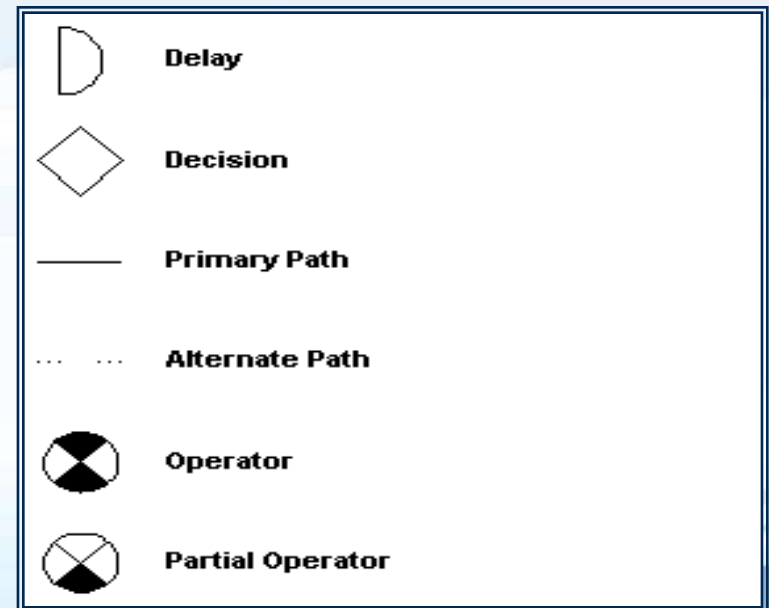 Delay
Decision
Primary Path
Alternate Path
Operator
Partial Operator